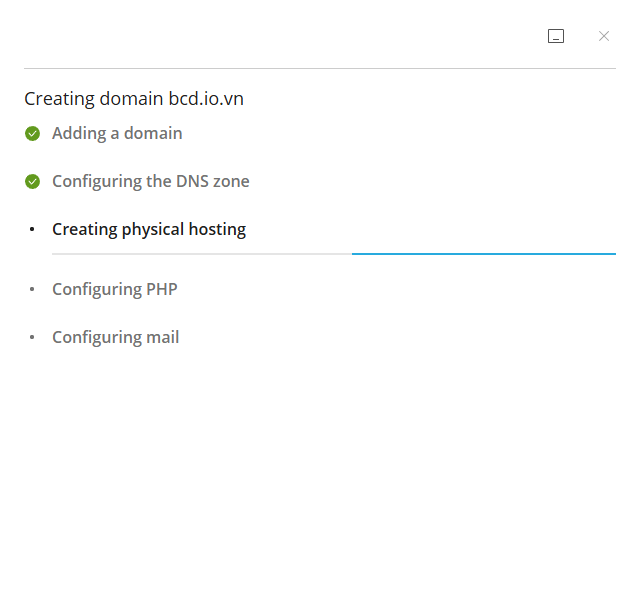 Creating domain bcd.io.vn
Adding a domain
Configuring the DNS zone
Creating physical hosting
Configuring PHP
Configuring mail